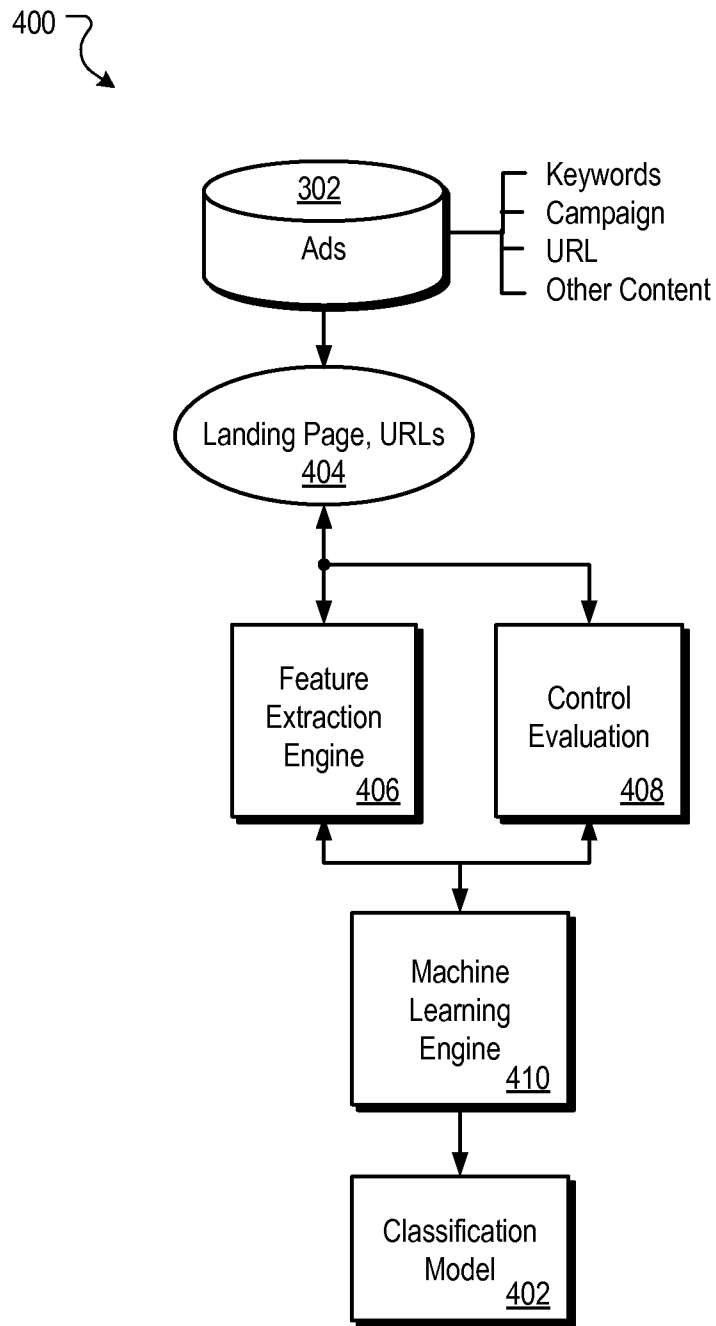 400
302
Ads
Keywords
Campaign
URL
Other Content
Landing Page, URLs
404
Feature
Extraction
Engine
406
Control
Evaluation
408
Machine
Learning
Engine
410
Classification
Model
402